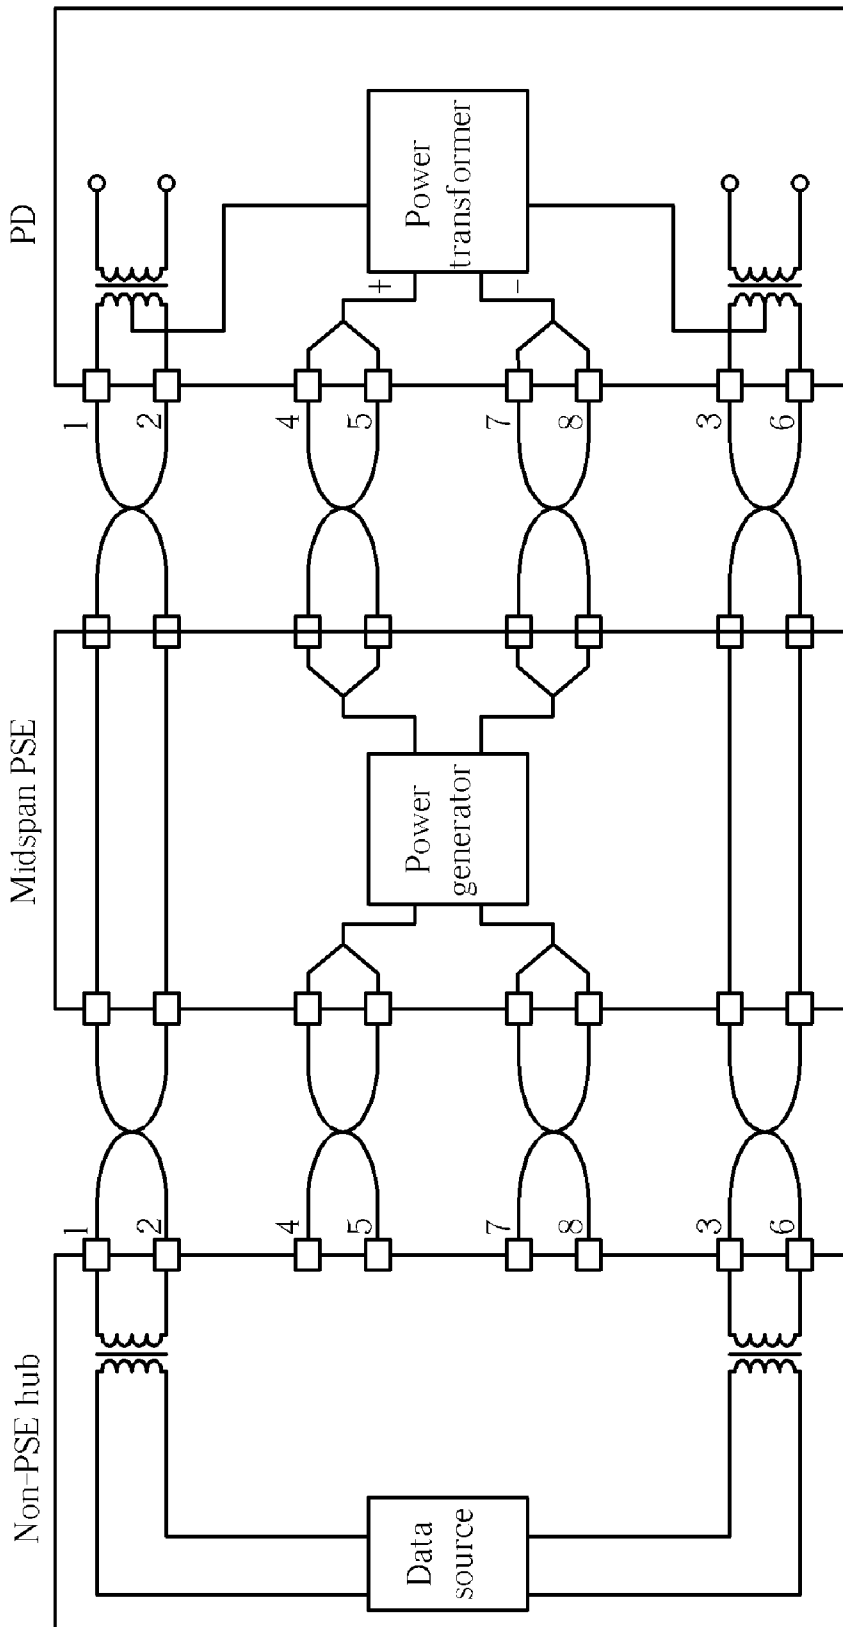 Non-PSE hub
Midspan PSE
PD
Data
source
Power
generator
Power
transformer
+
-
1
2
4
5
7
8
3
6
1
2
4
5
7
8
3
6